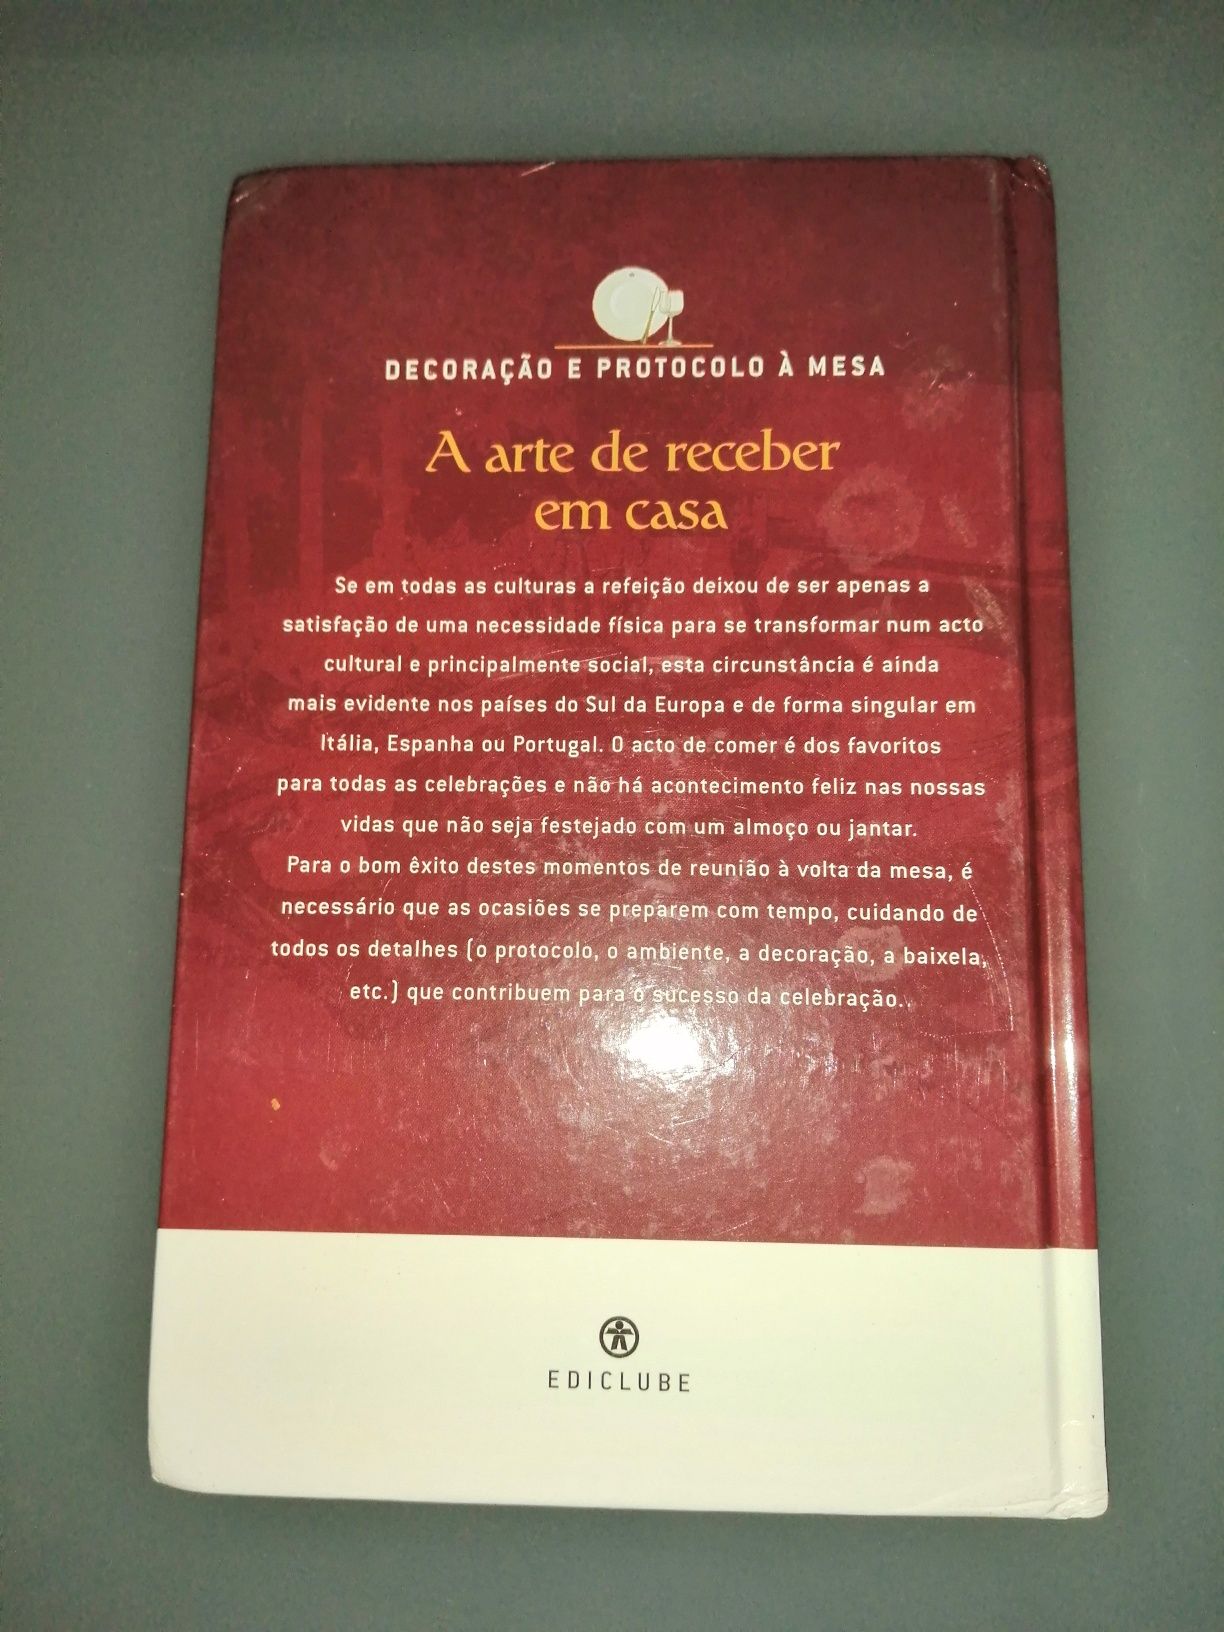 DECORAÇÃO E PROTOCOLO À MESA
A arte de receber
em casa
Se em todas as culturas a refeição deixou de ser apenas a
satisfação de uma necessidade física para se transformar num acto
cultural e principalmente social, esta circunstância é ainda
mais evidente nos países do Sul da Europa e de forma singular em
Itália, Espanha ou Portugal. O acto de comer é dos favoritos
para todas as celebrações e não há acontecimento feliz nas nossas
vidas que não seja festejado com um almoço ou jantar.
Para o bom êxito destes momentos de reunião à volta da mesa, é
necessário que as ocasiões se preparem com tempo, cuidando de
todos os detalhes (o protocolo, o ambiente, a decoração, a baixela,
etc.) que contribuem para o sucesso da celebração..
EDICLUBE